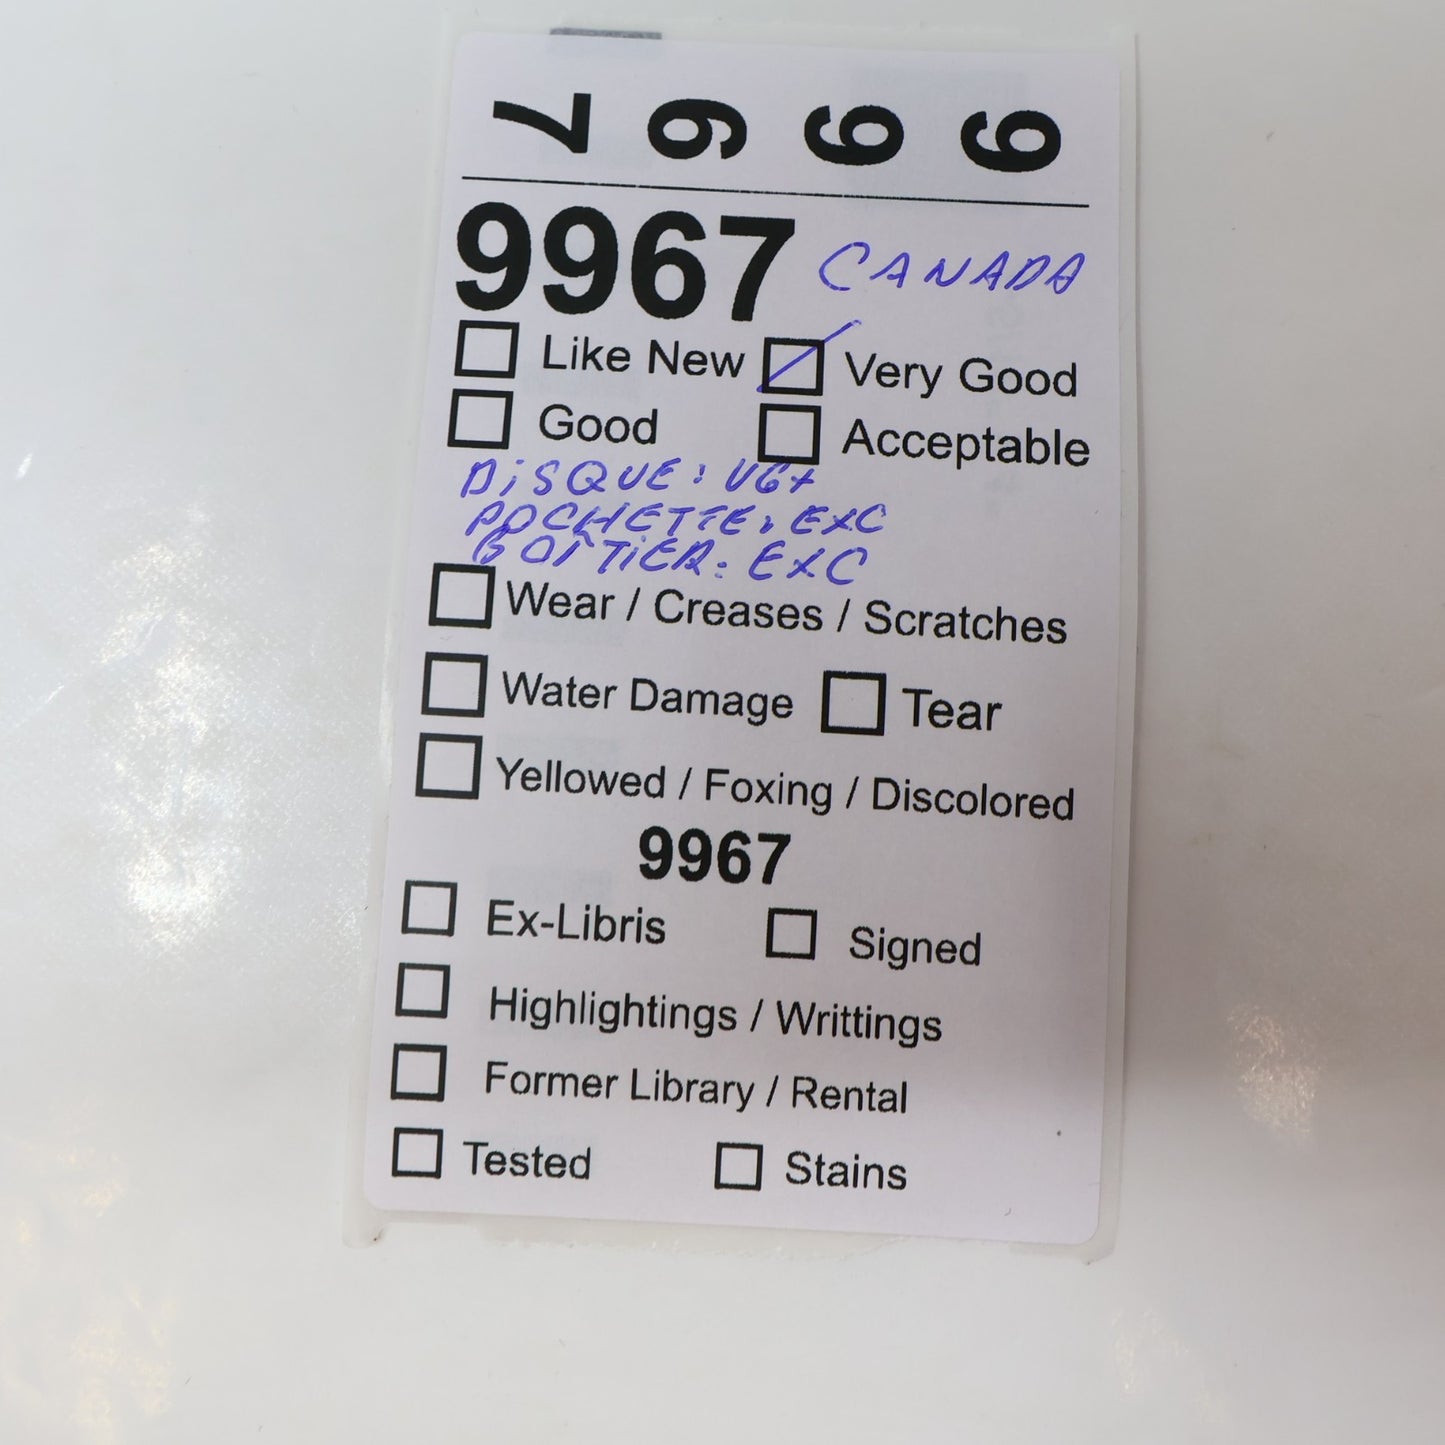 9967
9967 CANADA
Like New Very Good
Good Acceptable
DiSQUE: VG+
POCHETTE: EXC
BOîTiER: EXC
Wear / Creases / Scratches
Water Damage Tear
Yellowed / Foxing / Discolored
9967
Ex-Libris Signed
Highlightings / Writtings
Former Library / Rental
Tested Stains